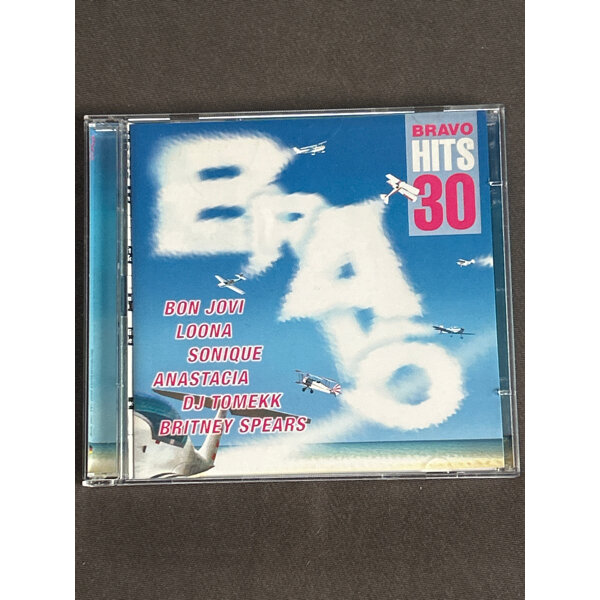 BRAVO
HITS
30
BRAVO
BON JOVI
LOONA
SONIQUE
ANASTACIA
DJ TOMEKK
BRITNEY SPEARS